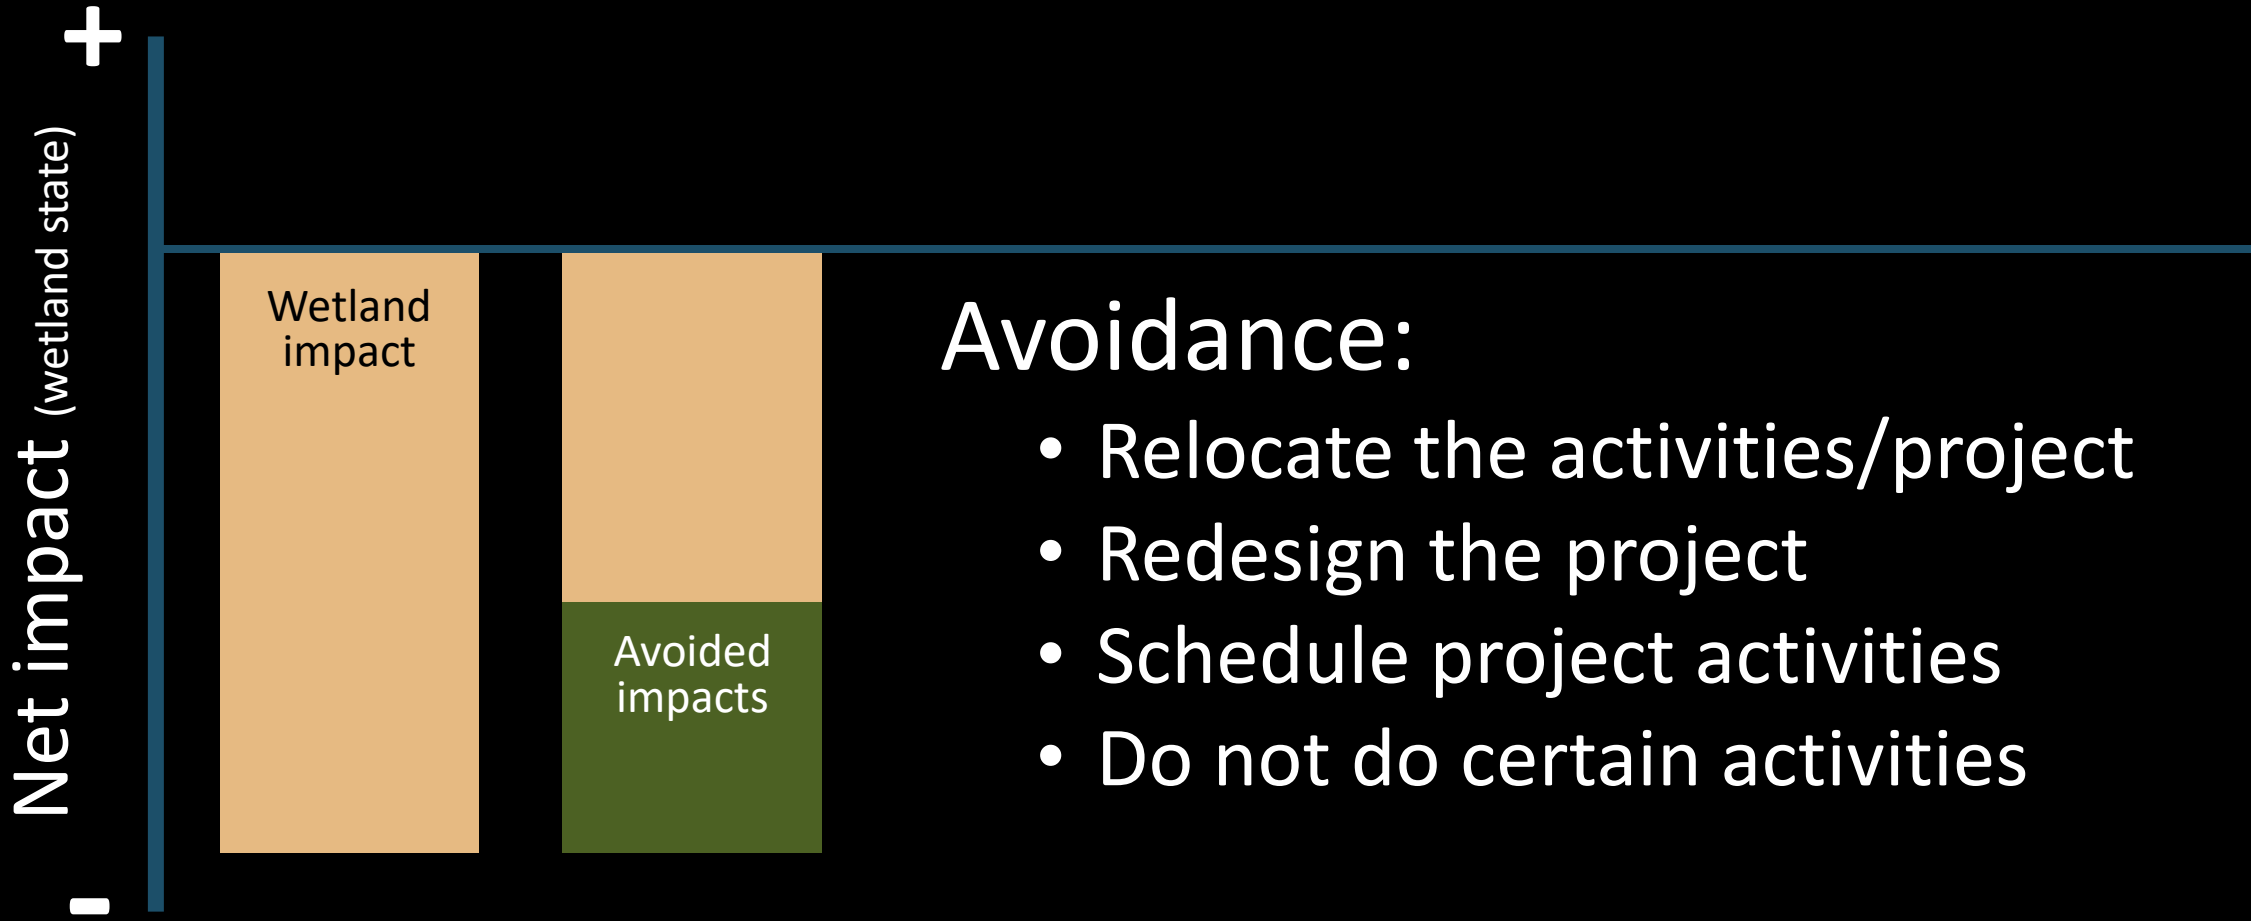 +
Net impact (wetland state)
-
Wetland
impact
Avoided
impacts
Avoidance:
• Relocate the activities/project
• Redesign the project
• Schedule project activities
• Do not do certain activities